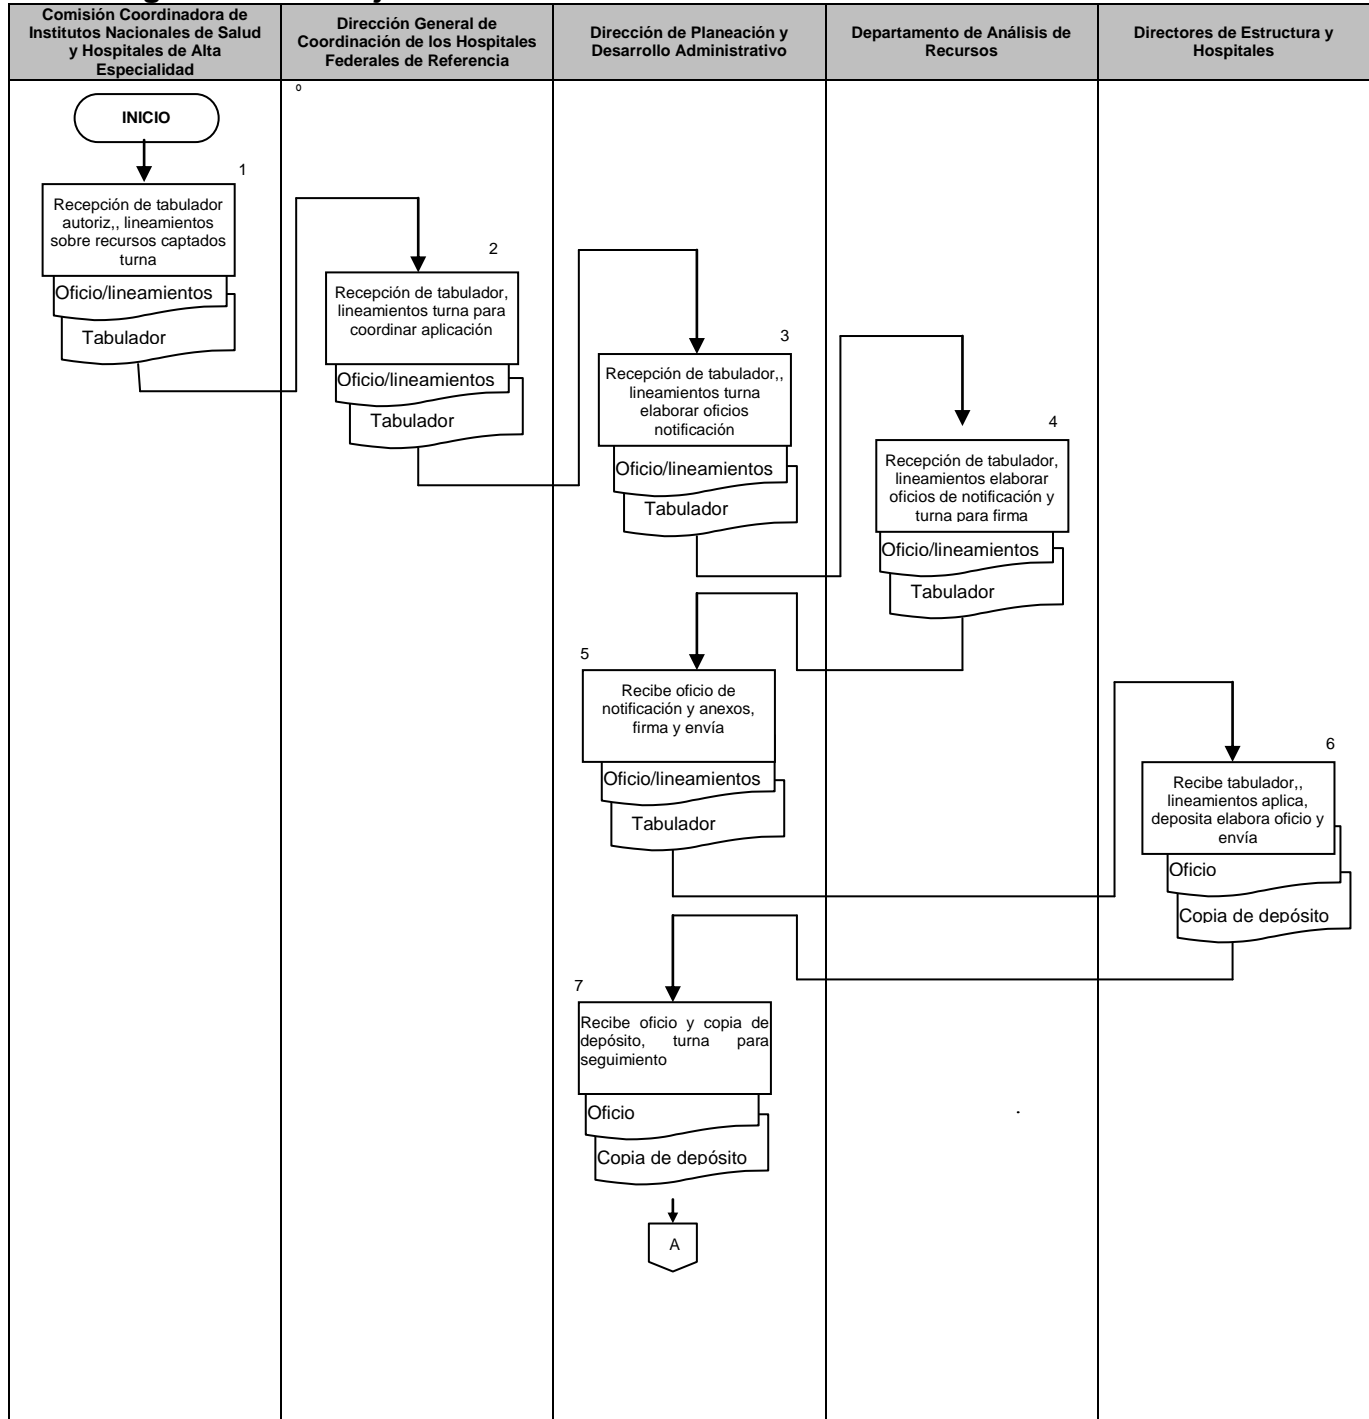 Comisión Coordinadora de
Institutos Nacionales de Salud
y Hospitales de Alta
Especialidad
Dirección General de
Coordinación de los Hospitales
Federales de Referencia
Dirección de Planeación y
Desarrollo Administrativo
Departamento de Análisis de
Recursos
Directores de Estructura y
Hospitales
º
INICIO
1
Recepción de tabulador
autoriz,, lineamientos
sobre recursos captados
turna
Oficio/lineamientos
Tabulador
2
Recepción de tabulador,
lineamientos turna para
coordinar aplicación
Oficio/lineamientos
Tabulador
3
Recepción de tabulador,,
lineamientos turna
elaborar oficios
notificación
Oficio/lineamientos
Tabulador
4
Recepción de tabulador,
lineamientos elaborar
oficios de notificación y
turna para firma
Oficio/lineamientos
Tabulador
5
Recibe oficio de
notificación y anexos,
firma y envía
Oficio/lineamientos
Tabulador
6
Recibe tabulador,,
lineamientos aplica,
deposita elabora oficio y
envía
Oficio
Copia de depósito
7
Recibe oficio y copia de
depósito, turna para
seguimiento
Oficio
Copia de depósito
.
A